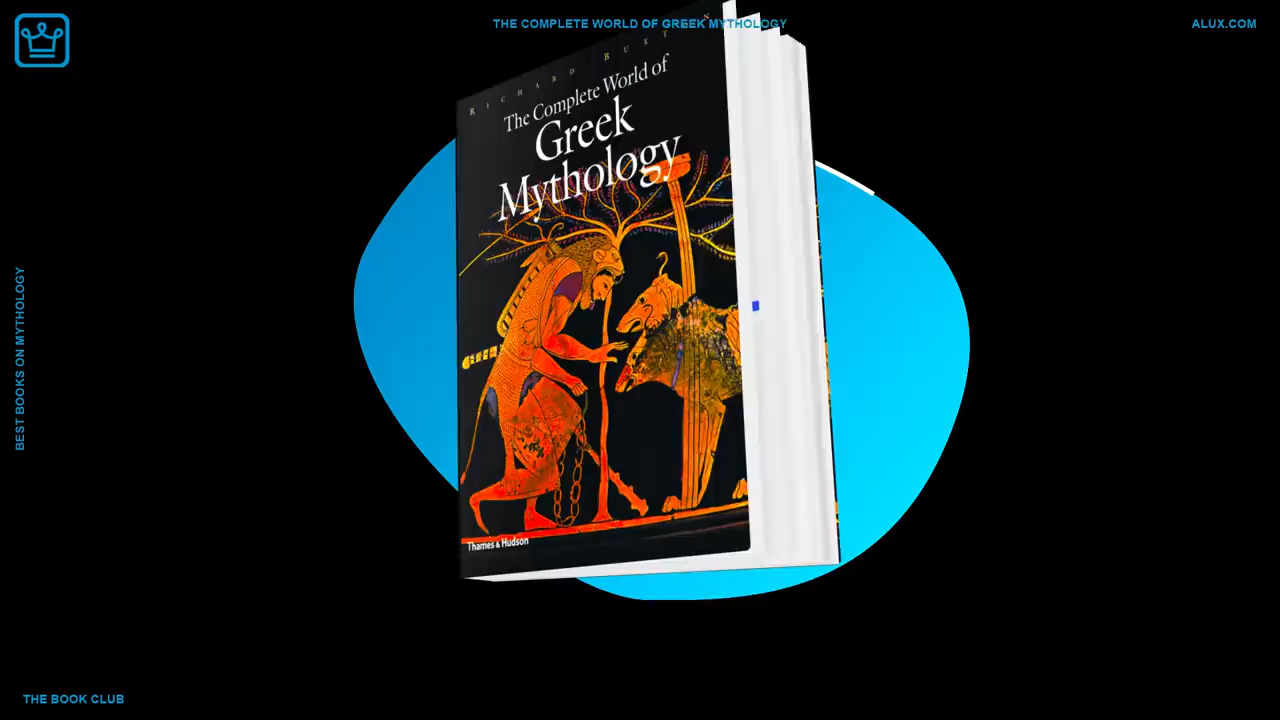 THE COMPLETE WORLD OF GREEK MYTHOLOGY
ALUX.COM
RICHARD BUXT N
The Complete World of
Greek
Mythology
Thames & Hudson
BEST BOOKS ON MYTHOLOGY
THE BOOK CLUB